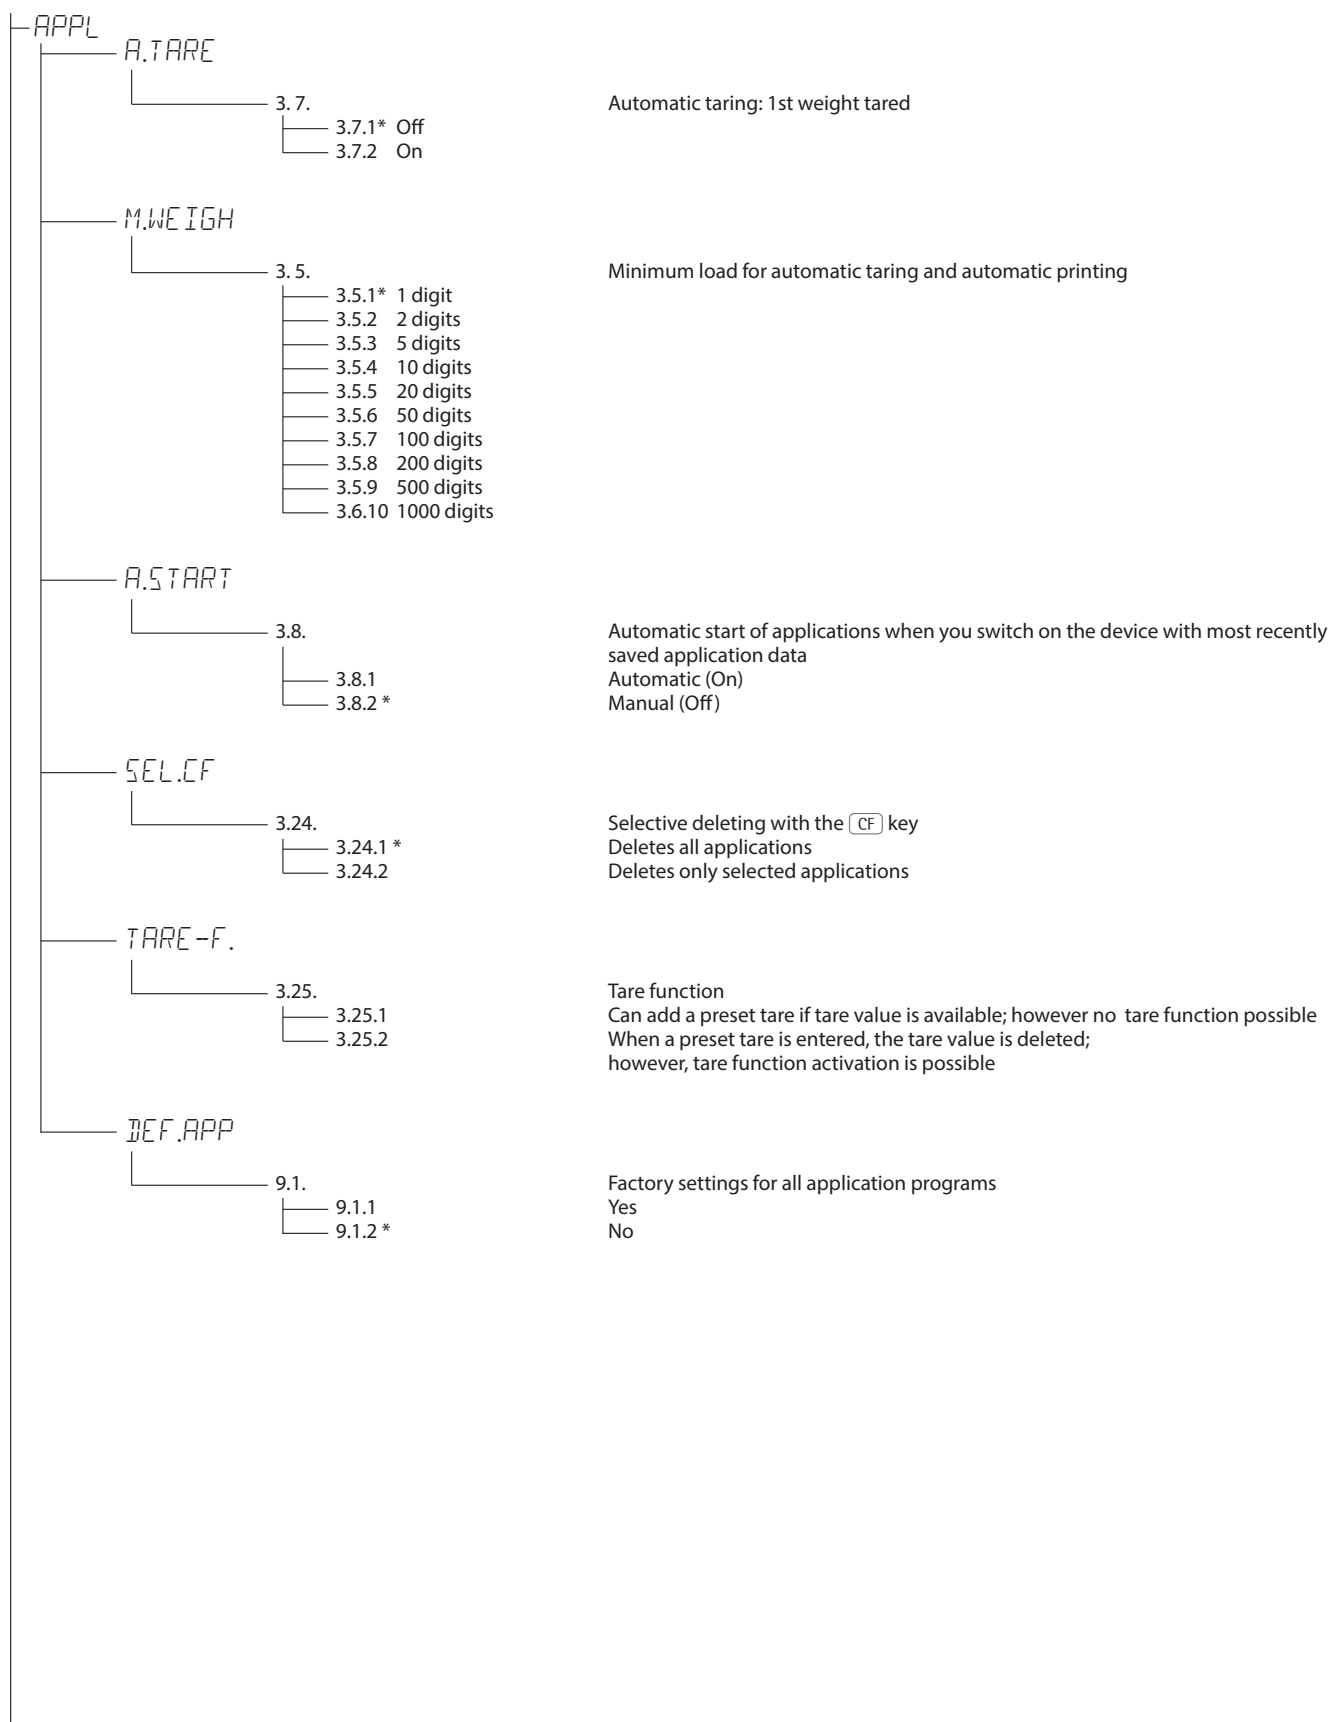 APPL
A.TARE
3. 7. Automatic taring: 1st weight tared
3.7.1* Off
3.7.2 On
M.WEIGH
3. 5. Minimum load for automatic taring and automatic printing
3.5.1* 1 digit
3.5.2 2 digits
3.5.3 5 digits
3.5.4 10 digits
3.5.5 20 digits
3.5.6 50 digits
3.5.7 100 digits
3.5.8 200 digits
3.5.9 500 digits
3.6.10 1000 digits
A.START
3.8. Automatic start of applications when you switch on the device with most recently
saved application data
3.8.1 Automatic (On)
3.8.2 * Manual (Off)
SEL.CF
3.24. Selective deleting with the CF key
3.24.1 * Deletes all applications
3.24.2 Deletes only selected applications
TARE-F.
3.25. Tare function
3.25.1 Can add a preset tare if tare value is available; however no tare function possible
3.25.2 When a preset tare is entered, the tare value is deleted;
however, tare function activation is possible
DEF.APP
9.1. Factory settings for all application programs
9.1.1 Yes
9.1.2 * No